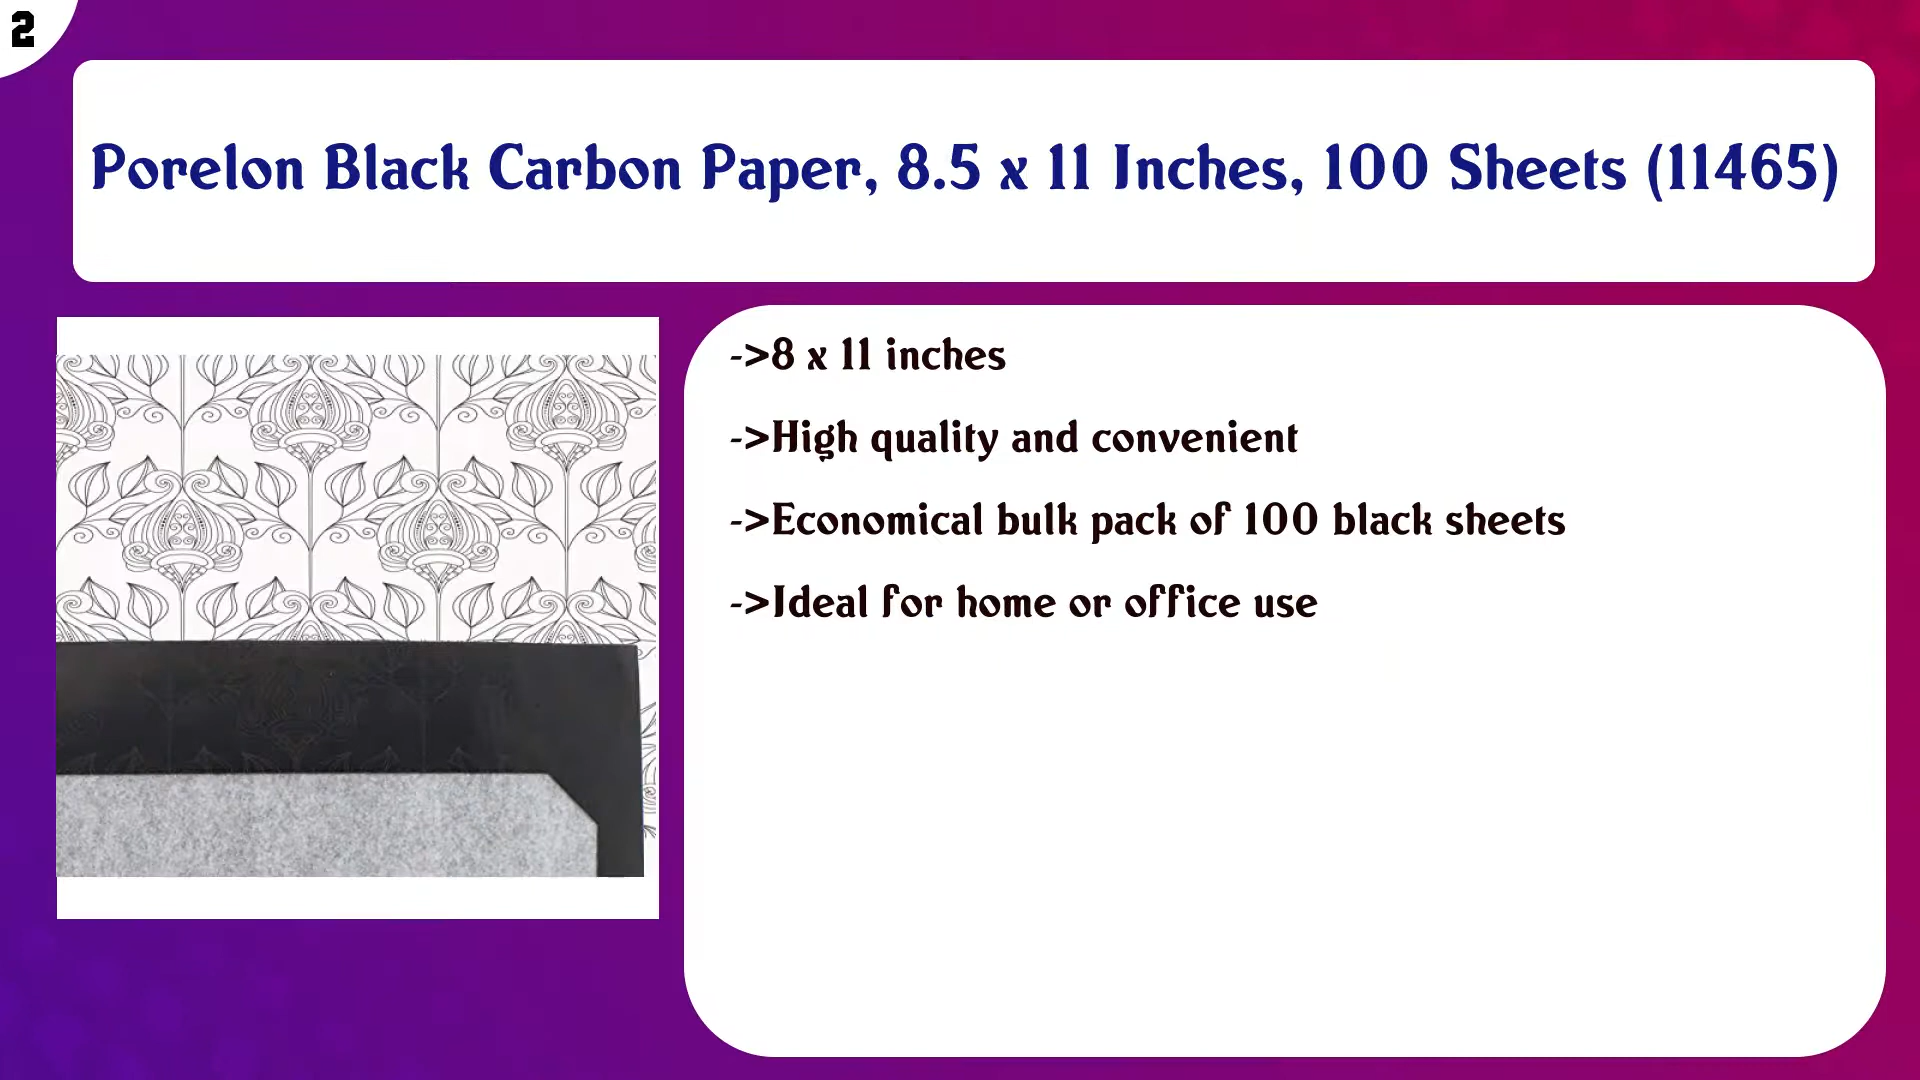 2
Porelon Black Carbon Paper, 8.5 x 11 Inches, 100 Sheets (11465)
->8 x 11 inches
->High quality and convenient
->Economical bulk pack of 100 black sheets
->Ideal for home or office use